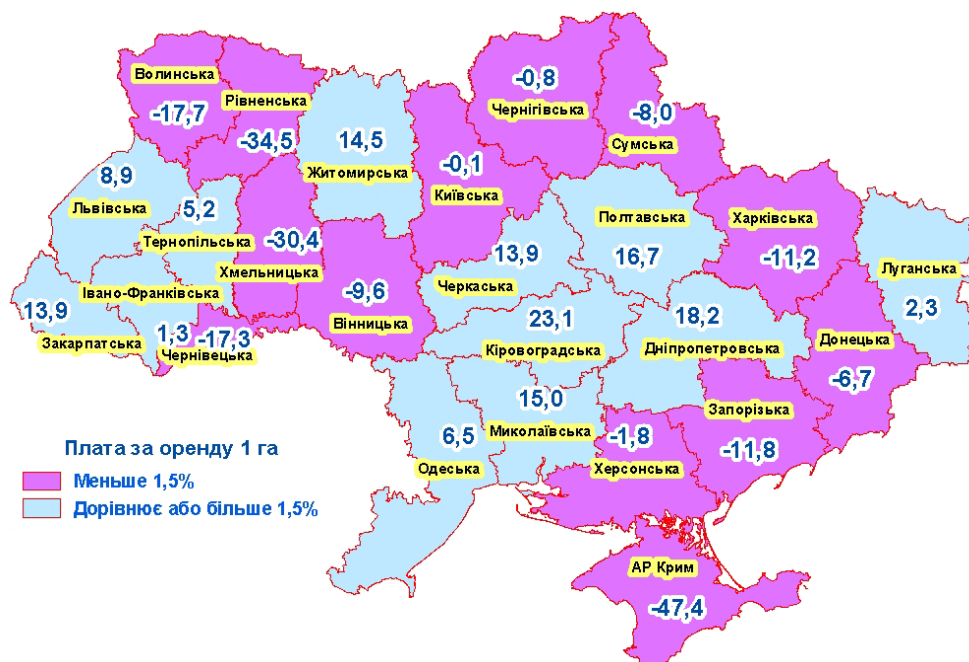 Волинська
-17,7
Рівненська
-34,5
14,5
Житомирська
-0,1
Київська
-0,8
Чернігівська
-8,0
Сумська
8,9
Львівська
5,2
Тернопільська
-30,4
Хмельницька
-9,6
Вінницька
13,9
Черкаська
Полтавська
16,7
Харківська
-11,2
Луганська
2,3
13,9
Закарпатська
Івано-Франківська
1,3
-17,3
Чернівецька
23,1
Кіровоградська
18,2
Дніпропетровська
Донецька
-6,7
15,0
Миколаївська
6,5
Одеська
-1,8
Херсонська
Запорізька
-11,8
АР Крим
-47,4
Плата за оренду 1 га
Меньше 1,5%
Дорівнює або більше 1,5%